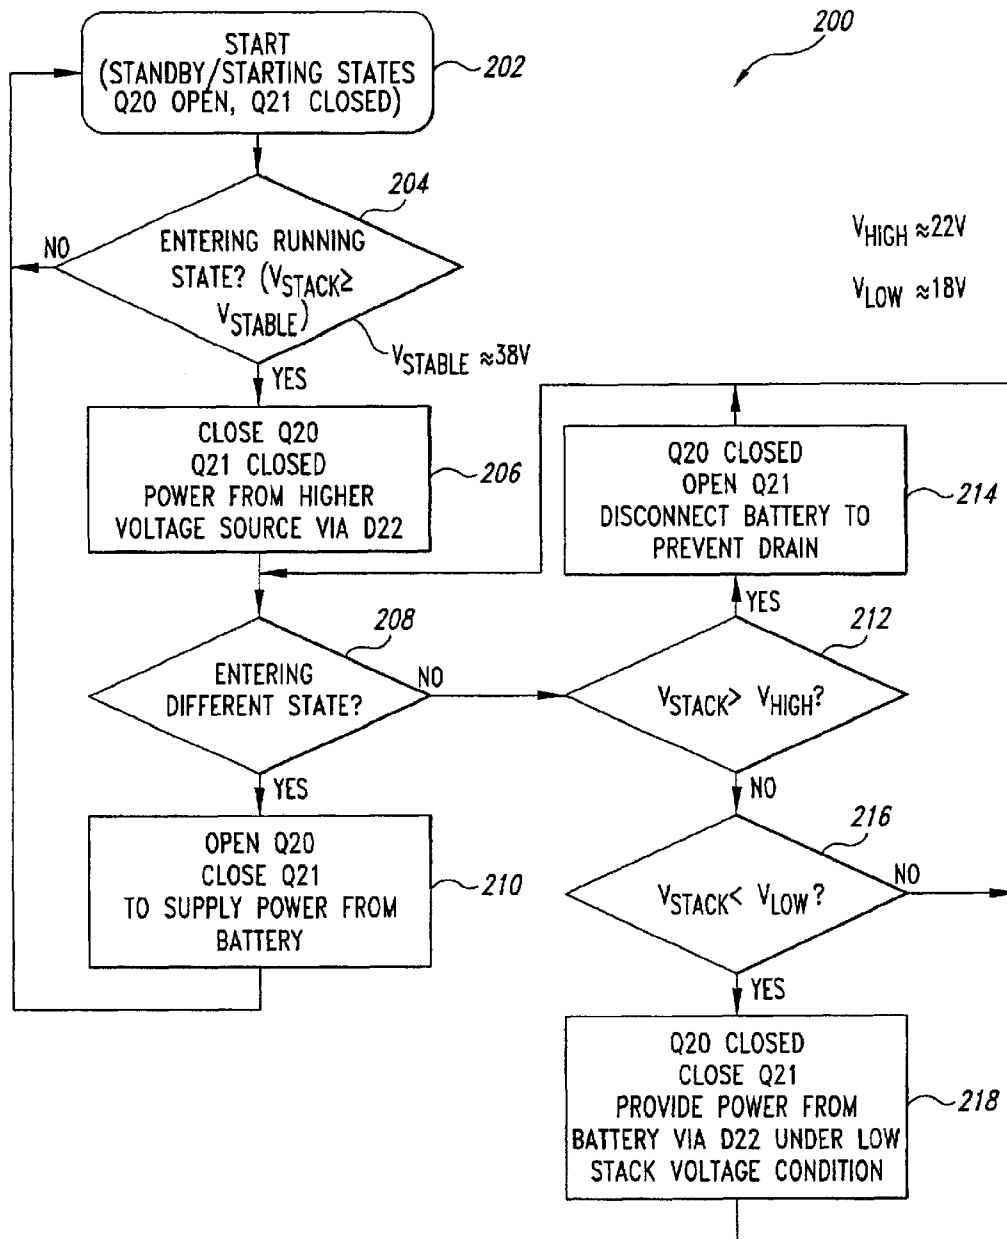 200
START
(STANDBY/STARTING STATES
Q20 OPEN, Q21 CLOSED)
202
204
ENTERING RUNNING
STATE? (VSTACK≥
VSTABLE)
NO
VSTABLE ≈38V
YES
VHIGH ≈22V
VLOW ≈18V
CLOSE Q20
Q21 CLOSED
POWER FROM HIGHER
VOLTAGE SOURCE VIA D22
206
Q20 CLOSED
OPEN Q21
DISCONNECT BATTERY TO
PREVENT DRAIN
214
YES
208
ENTERING
DIFFERENT STATE?
NO
YES
212
VSTACK> VHIGH?
NO
OPEN Q20
CLOSE Q21
TO SUPPLY POWER FROM
BATTERY
210
216
VSTACK< VLOW?
NO
YES
Q20 CLOSED
CLOSE Q21
PROVIDE POWER FROM
BATTERY VIA D22 UNDER LOW
STACK VOLTAGE CONDITION
218